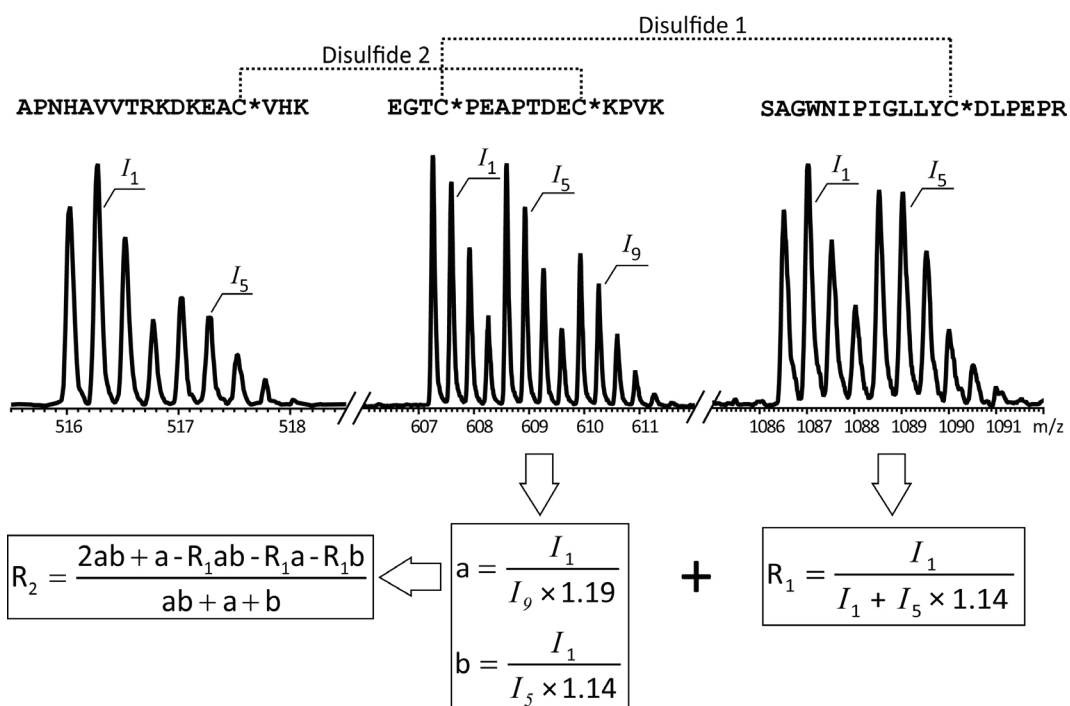 Disulfide 1
Disulfide 2
APNHAVVTRKDKEAC*VHK
EGTC*PEAPTDEC*KPVK
SAGWNIPIGLLYC*DLPEPR
I₁
I₅
I₁
I₅
I₉
I₁
I₅
516 517 518
607 608 609 610 611
1086 1087 1088 1089 1090 1091 m/z
R₂ = (2ab + a - R₁ab - R₁a - R₁b) / (ab + a + b)
a = I₁ / (I₉ × 1.19)
b = I₁ / (I₅ × 1.14)
+
R₁ = I₁ / (I₁ + I₅ × 1.14)